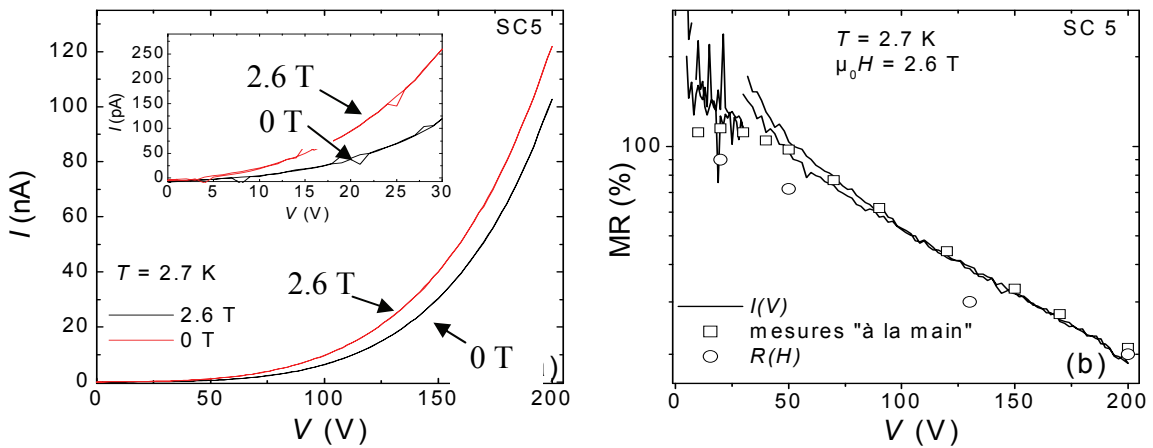 SC5
I (nA)
120
100
80
60
40
20
0
0
50
100
150
200
V (V)
T = 2.7 K
2.6 T
0 T
2.6 T
0 T
)
I (pA)
250
200
150
100
50
0
0
5
10
15
20
25
30
V (V)
2.6 T
0 T
SC 5
T = 2.7 K
μ0H = 2.6 T
MR (%)
100
I(V)
mesures "à la main"
R(H)
(b)
0
50
100
150
200
V (V)